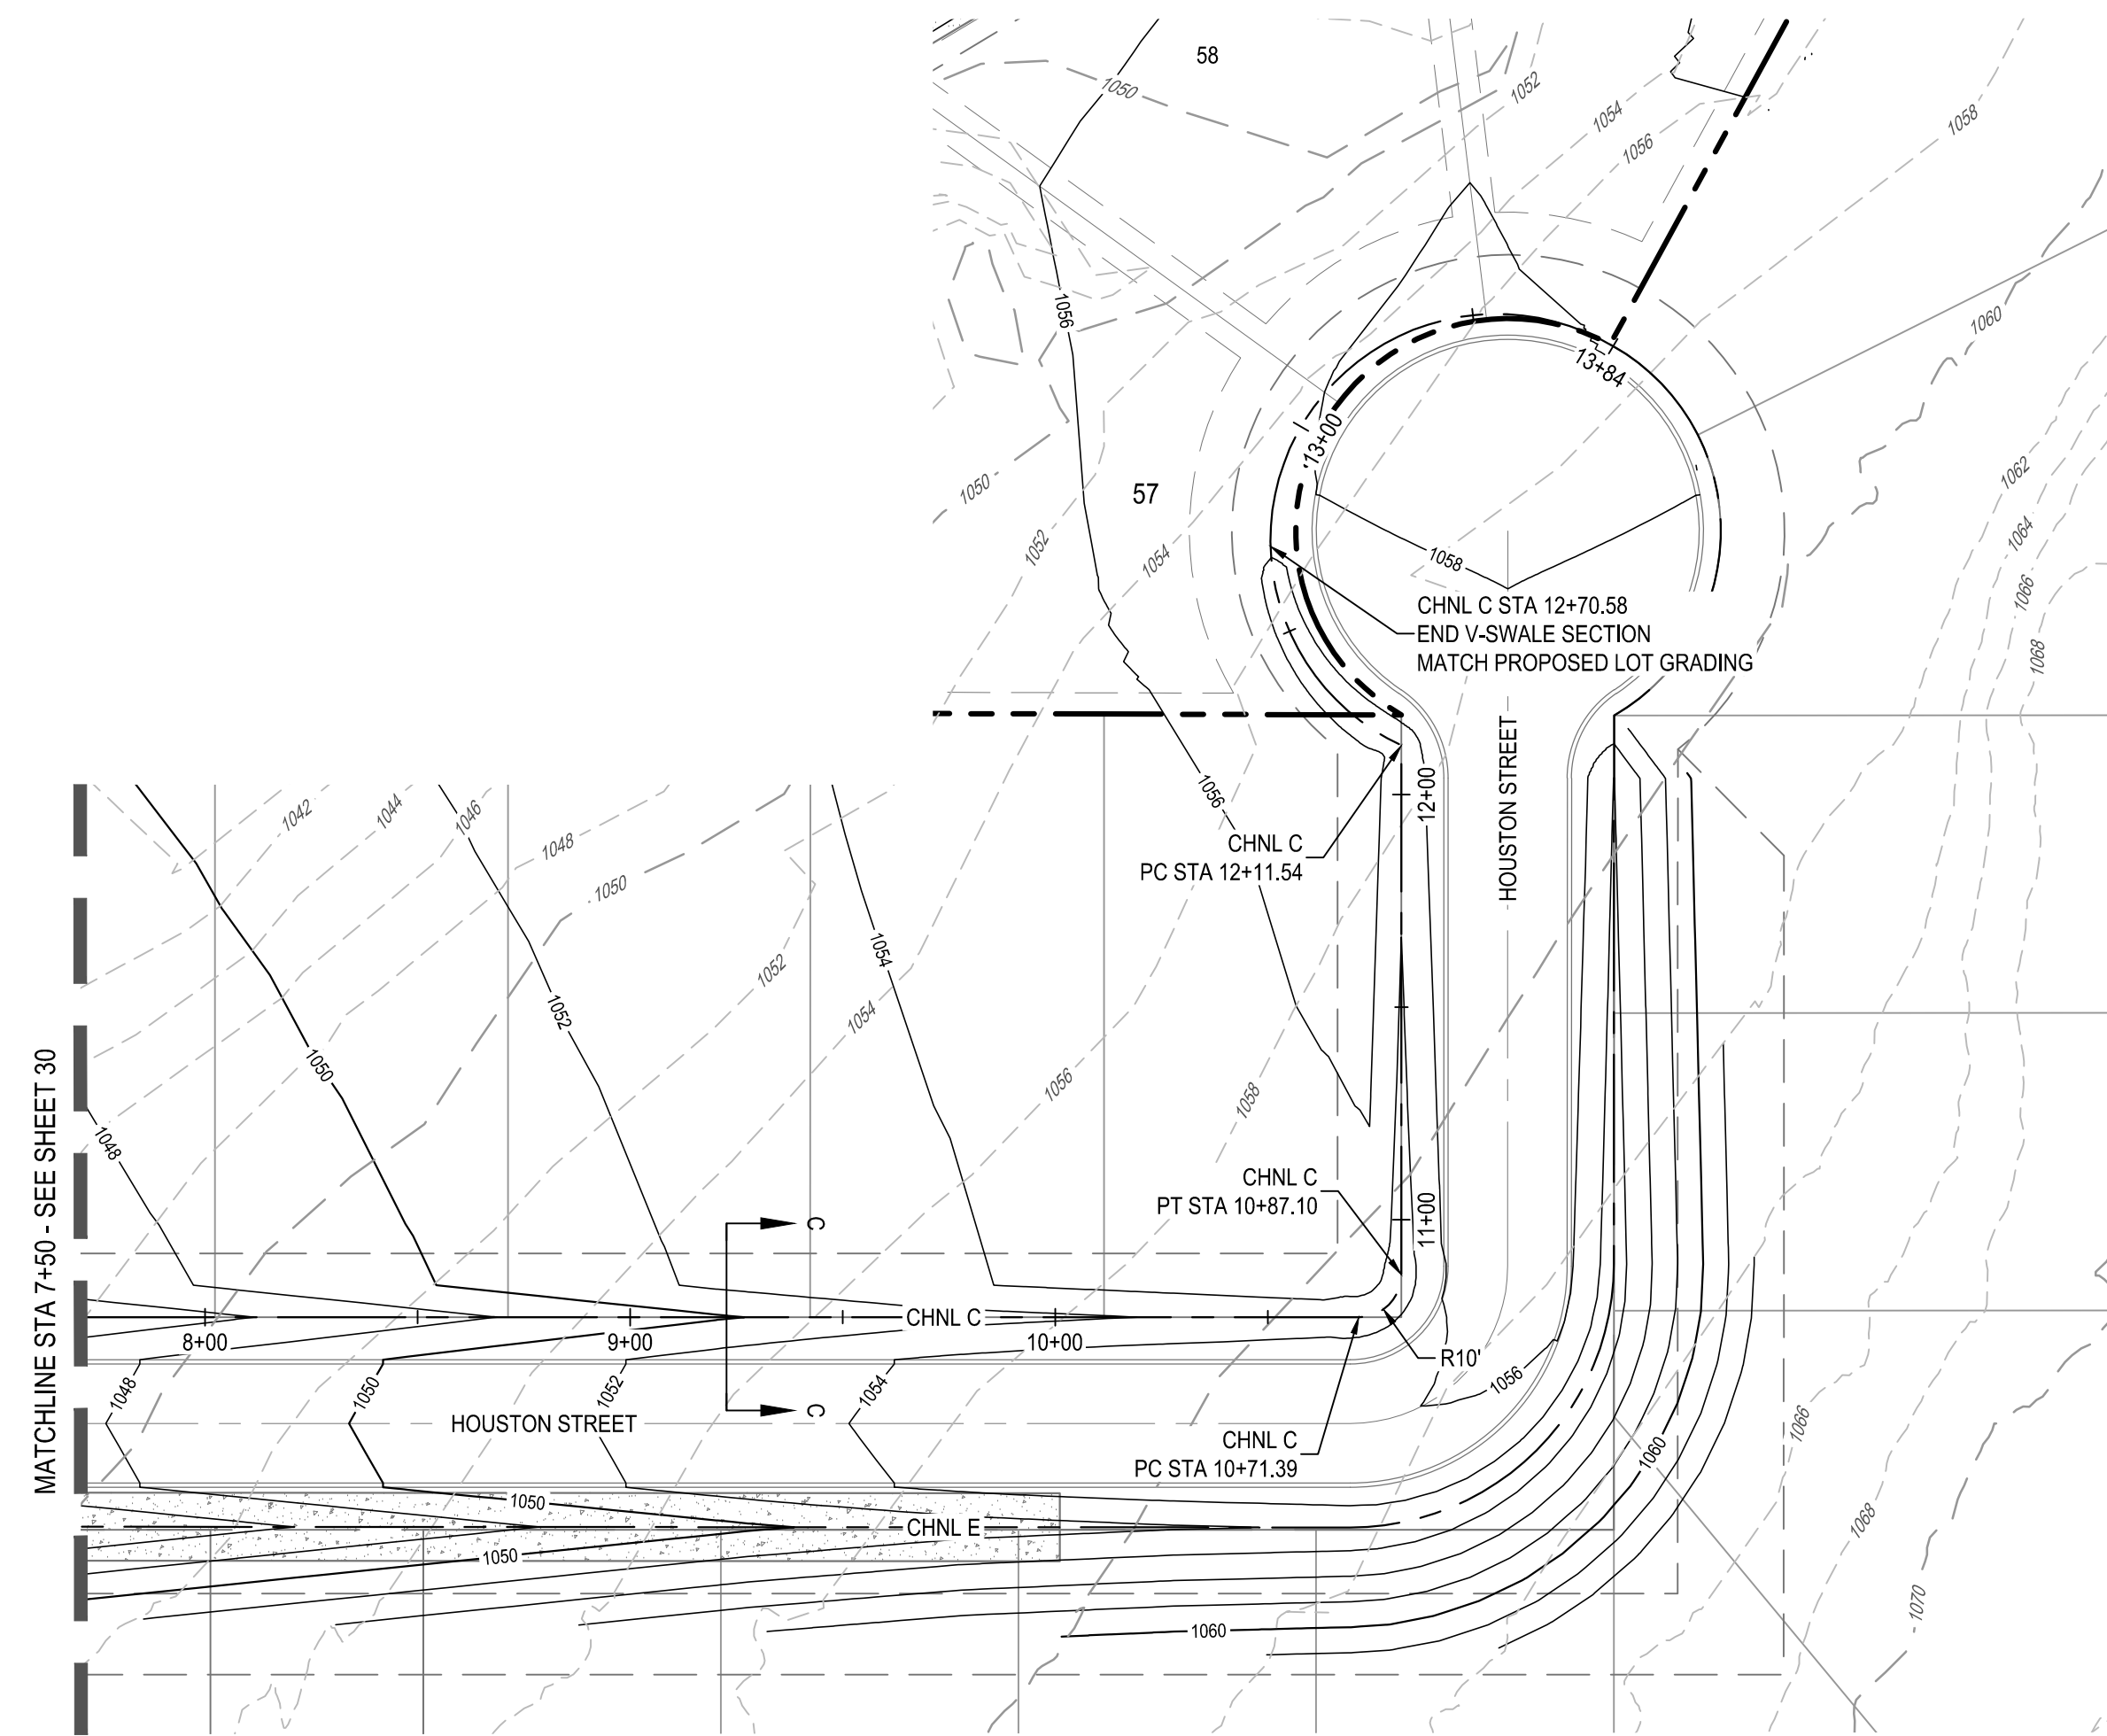 58
1050
1052
1054
1056
1058
1056
1060
13+84
13+00
1050
57
1052
1054
1058
1062
1064
1066
1068
CHNL C STA 12+70.58
END V-SWALE SECTION
MATCH PROPOSED LOT GRADING
HOUSTON STREET
12+00
1056
CHNL C
PC STA 12+11.54
1042
1044
1046
1048
1050
1054
1052
1052
1054
1050
1056
1058
1048
MATCHLINE STA 7+50 - SEE SHEET 30
CHNL C
PT STA 10+87.10
11+00
C
CHNL C
8+00
9+00
10+00
R10'
1048
1050
1052
1054
1056
C
HOUSTON STREET
CHNL C
PC STA 10+71.39
1060
1066
1068
1050
CHNL E
1050
1060
1070